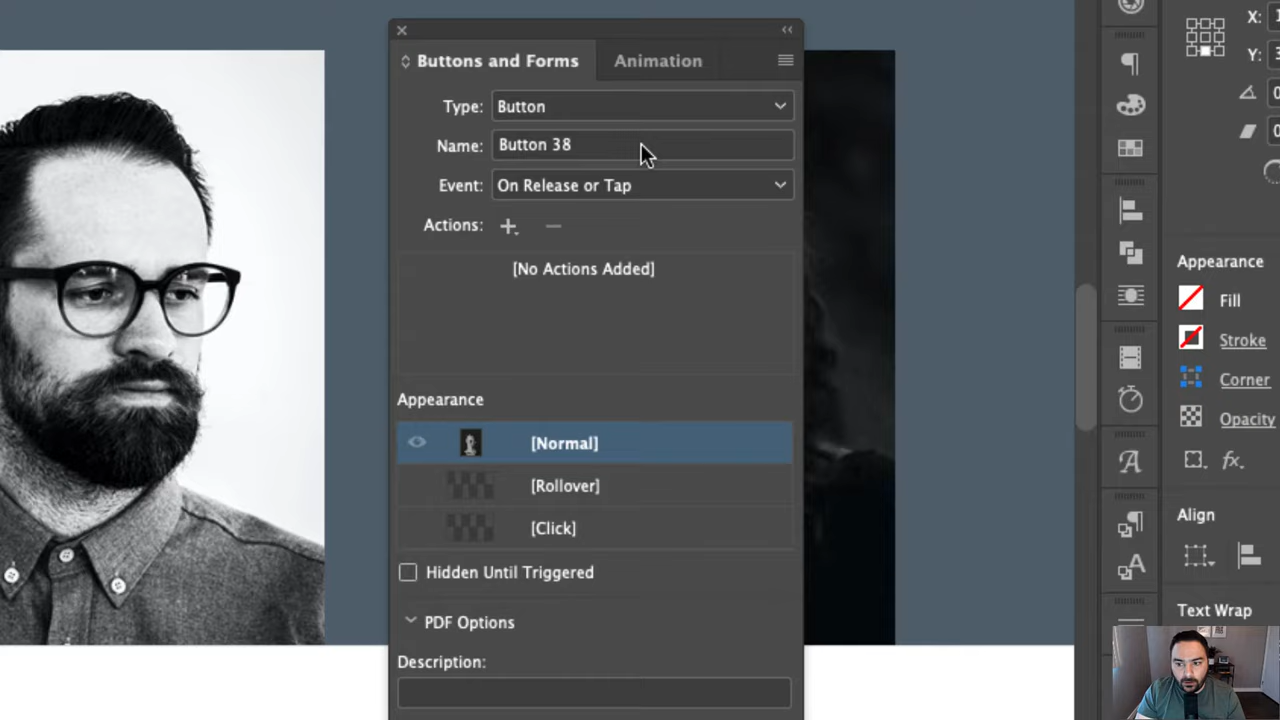 Buttons and Forms
Animation
Type: Button
Name: Button 38
Event: On Release or Tap
Actions:
[No Actions Added]
Appearance
[Normal]
[Rollover]
[Click]
Hidden Until Triggered
PDF Options
Description:
X:
Y:
Appearance
Fill
Stroke
Corner
Opacity
fx.
Align
Text Wrap